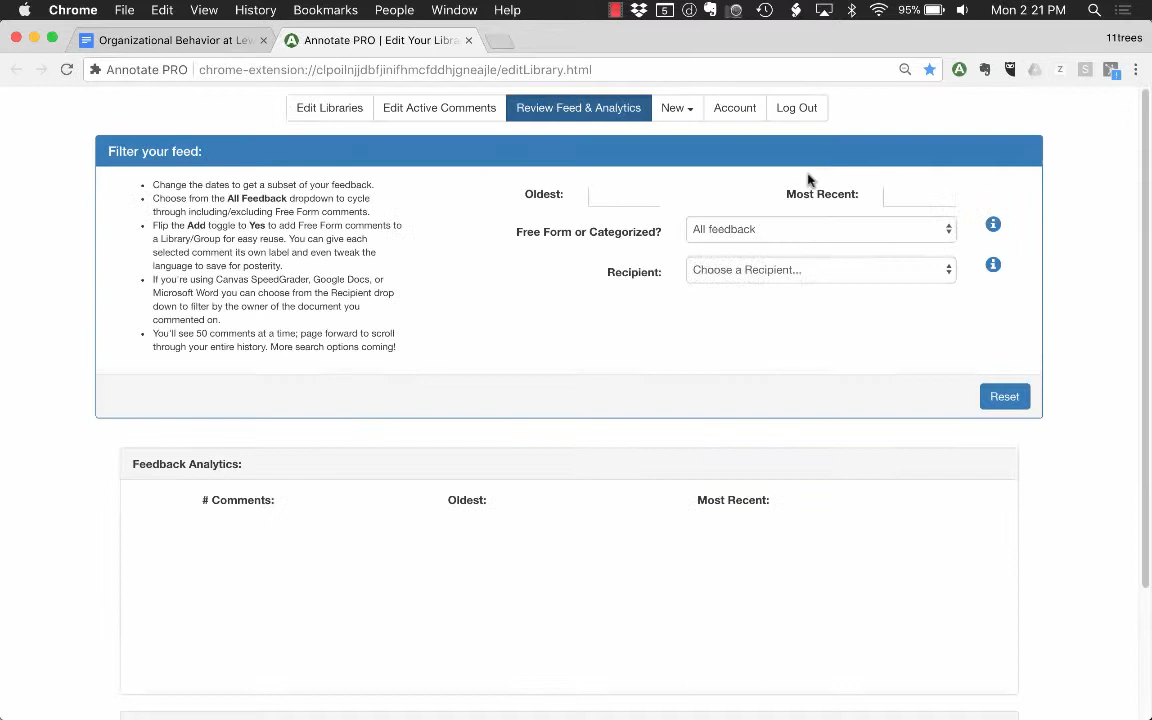 Chrome File Edit View History Bookmarks People Window Help 5 95% Mon 2 21 PM
Organizational Behavior at Lev × Annotate PRO | Edit Your Libra × 11trees
Annotate PRO chrome-extension://clpoilnjjdbfjinifhmcfddhjgneajle/editLibrary.html
Edit Libraries Edit Active Comments Review Feed & Analytics New Account Log Out
Filter your feed:
• Change the dates to get a subset of your feedback.
• Choose from the All Feedback dropdown to cycle
through including/excluding Free Form comments.
• Flip the Add toggle to Yes to add Free Form comments to
a Library/Group for easy reuse. You can give each
selected comment its own label and even tweak the
language to save for posterity.
• If you're using Canvas SpeedGrader, Google Docs, or
Microsoft Word you can choose from the Recipient drop
down to filter by the owner of the document you
commented on.
• You'll see 50 comments at a time; page forward to scroll
through your entire history. More search options coming!
Oldest: Most Recent:
Free Form or Categorized? All feedback
Recipient: Choose a Recipient...
Reset
Feedback Analytics:
# Comments: Oldest: Most Recent: